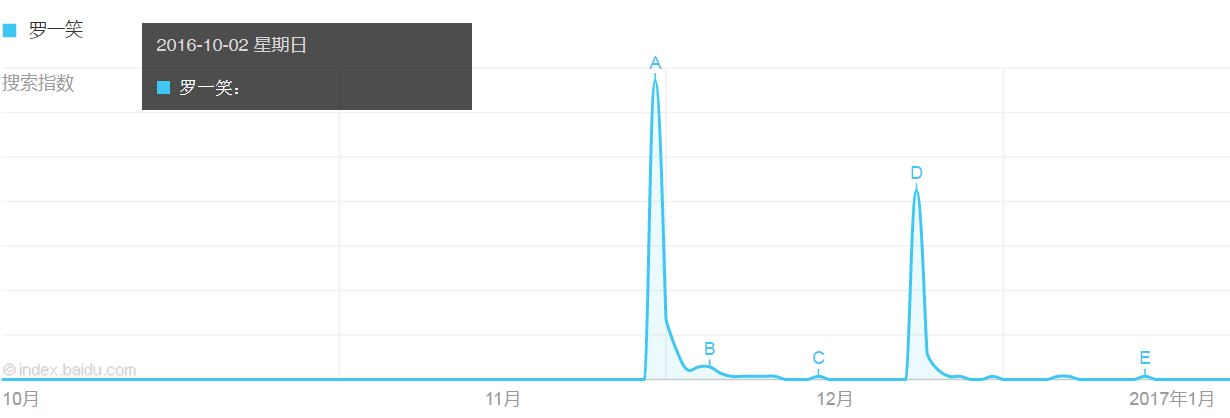 罗一笑
2016-10-02 星期日
罗一笑：
搜索指数
A
D
B
C
E
© index.baidu.com
10月 11月 12月 2017年1月